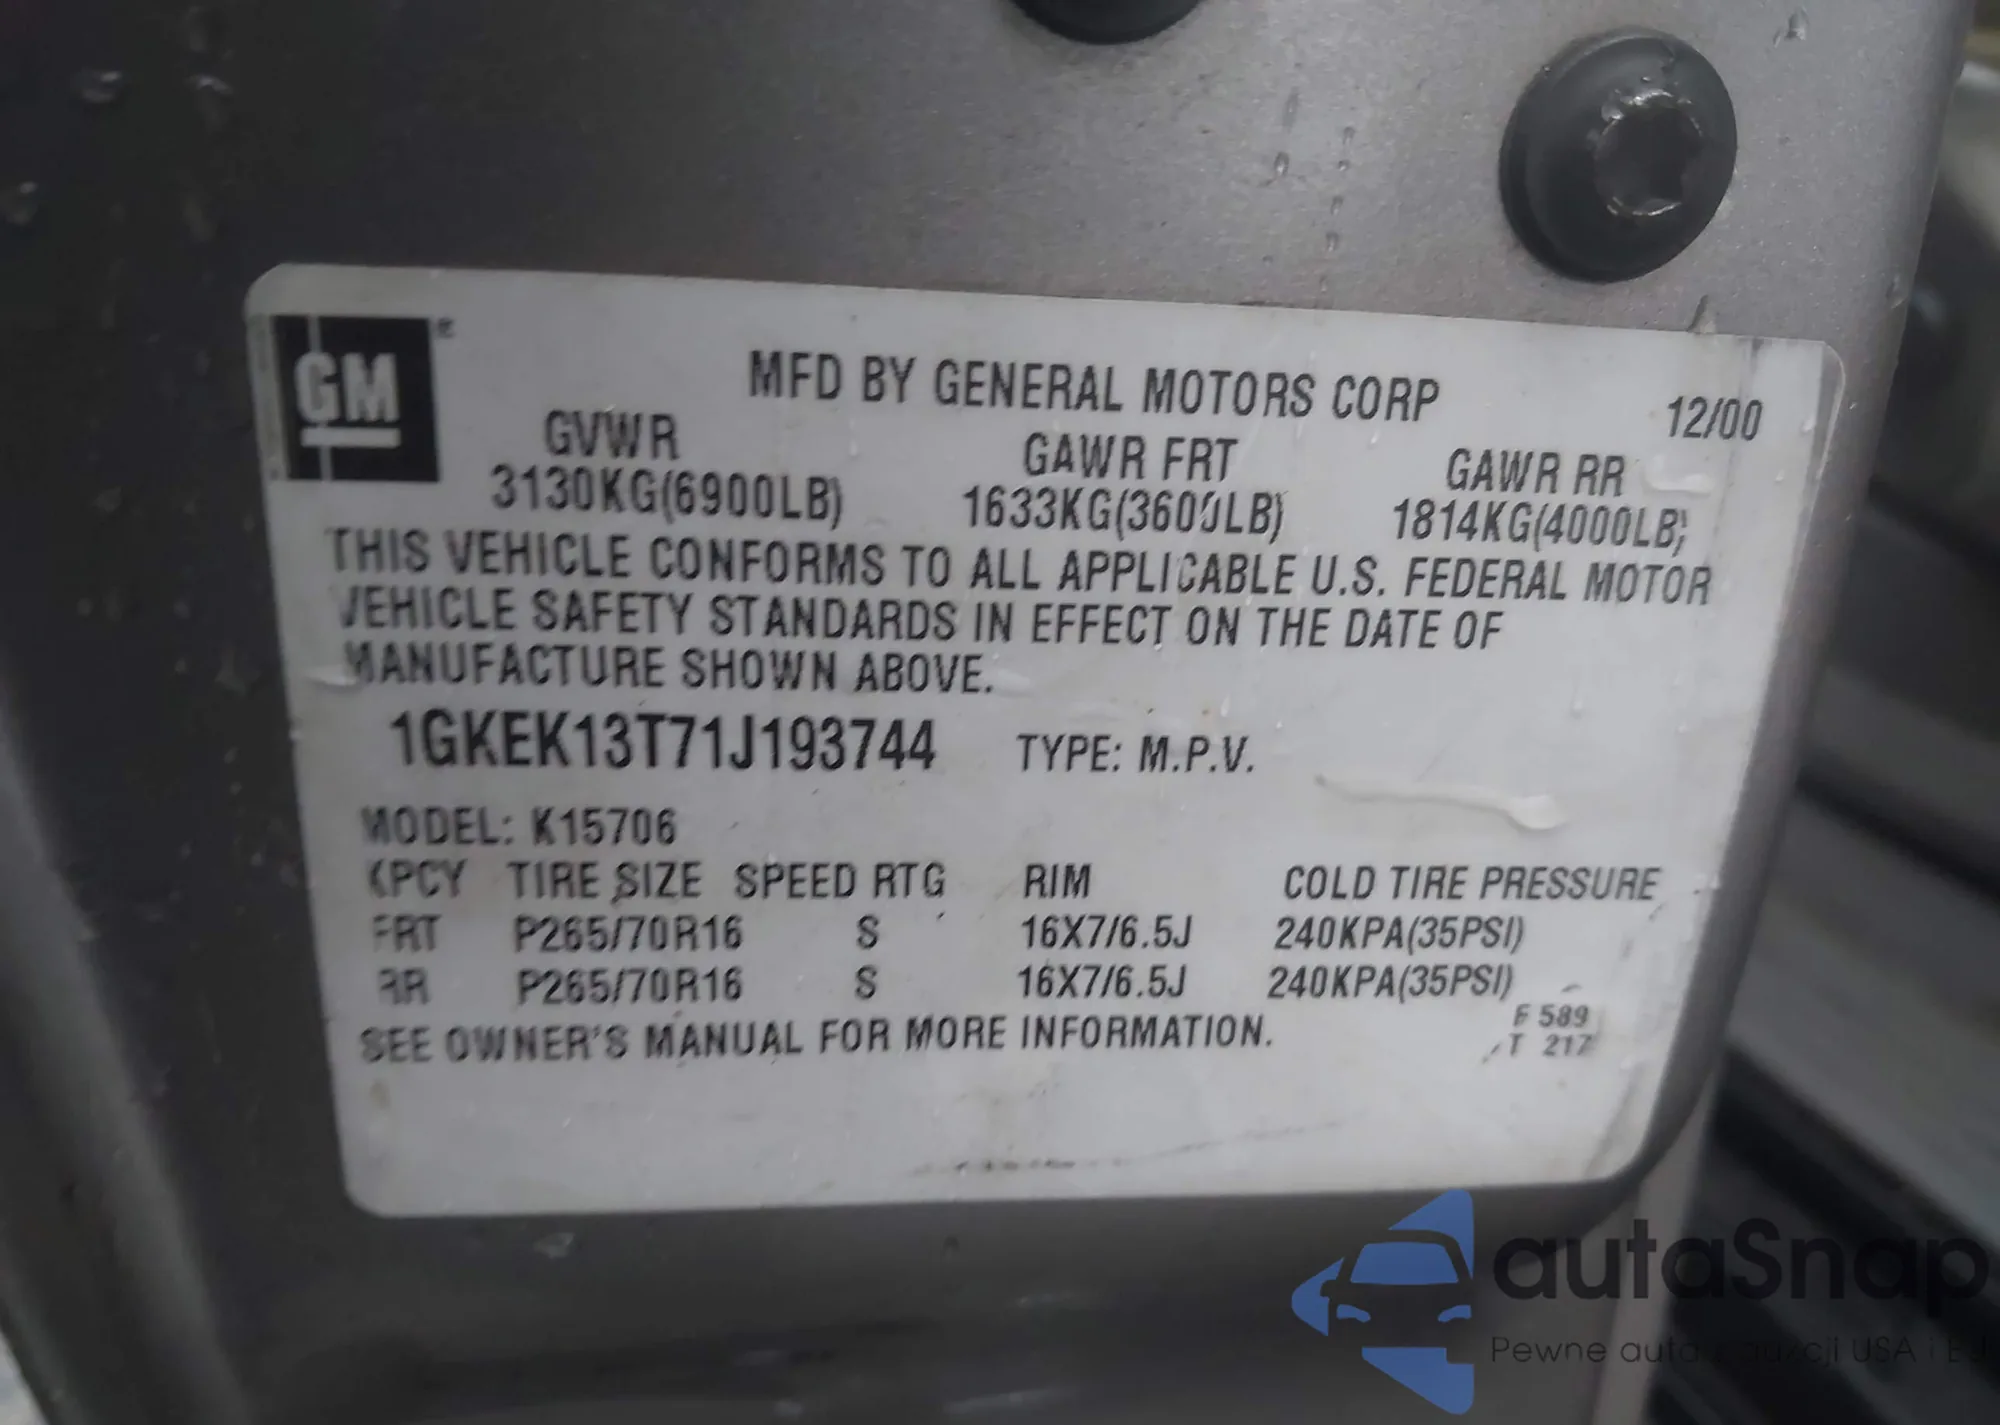 GM ®
MFD BY GENERAL MOTORS CORP 12/00
GVWR GAWR FRT GAWR RR
3130KG(6900LB) 1633KG(3600LB) 1814KG(4000LB)
THIS VEHICLE CONFORMS TO ALL APPLICABLE U.S. FEDERAL MOTOR
VEHICLE SAFETY STANDARDS IN EFFECT ON THE DATE OF
MANUFACTURE SHOWN ABOVE.
1GKEK13T71J193744 TYPE: M.P.V.
MODEL: K15706
KPCY TIRE SIZE SPEED RTG RIM COLD TIRE PRESSURE
FRT P265/70R16 S 16X7/6.5J 240KPA(35PSI)
RR P265/70R16 S 16X7/6.5J 240KPA(35PSI)
SEE OWNER'S MANUAL FOR MORE INFORMATION.
589
T 217
autaSnap
Pewne auta USA i EU